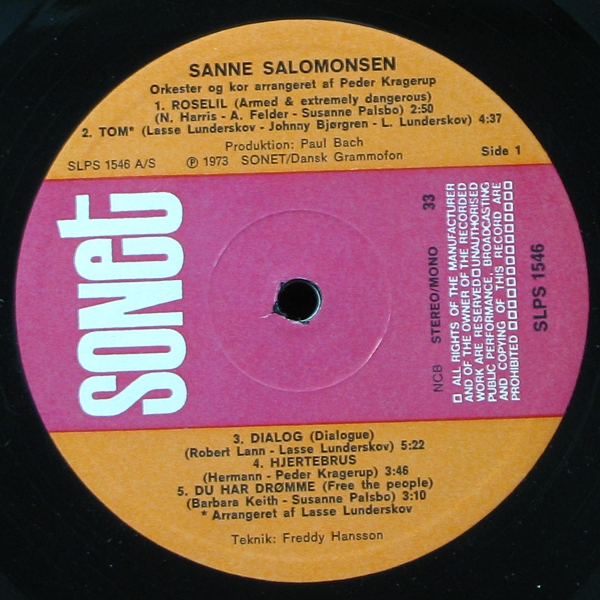 SANNE SALOMONSEN
Orkester og kor arrangeret af Peder Kragerup
1. ROSELIL (Armed & extremely dangerous)
(N. Harris - A. Felder - Susanne Palsbo) 2:50
2. TOM* (Lasse Lunderskov - Johnny Bjørgren - L. Lunderskov) 4:37
Produktion: Paul Bach
SLPS 1546 A/S ℗ 1973 SONET/Dansk Grammofon Side 1
sonet
NCB STEREO/MONO 33
□ ALL RIGHTS OF THE MANUFACTURER
AND OF THE OWNER OF THE RECORDED
WORK ARE RESERVED □ UNAUTHORISED
PUBLIC PERFORMANCE, BROADCASTING
AND COPYING OF THIS RECORD ARE
PROHIBITED □□□□□□□□□□□
SLPS 1546
3. DIALOG (Dialogue)
(Robert Lann - Lasse Lunderskov) 5:22
4. HJERTEBRUS
(Hermann - Peder Kragerup) 3:46
5. DU HAR DRØMME (Free the people)
(Barbara Keith - Susanne Palsbo) 3:10
* Arrangeret af Lasse Lunderskov
Teknik: Freddy Hansson